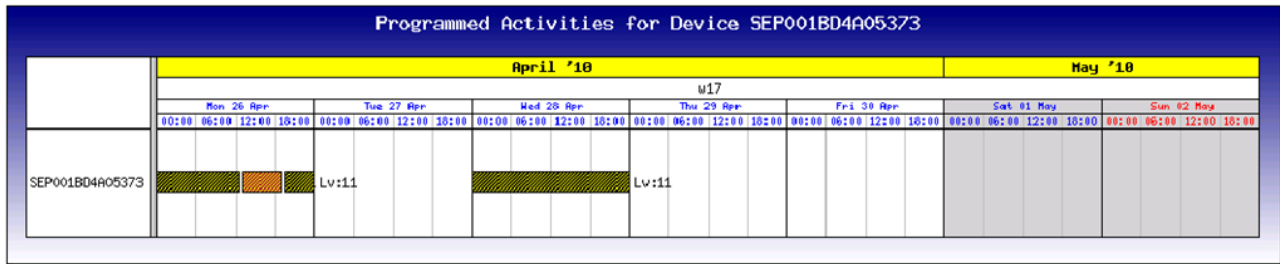 Programmed Activities for Device SEP001BD4A05373
April '10 May '10
w17
Mon 26 Apr Tue 27 Apr Wed 28 Apr Thu 29 Apr Fri 30 Apr Sat 01 May Sun 02 May
00:00 06:00 12:00 18:00 00:00 06:00 12:00 18:00 00:00 06:00 12:00 18:00 00:00 06:00 12:00 18:00 00:00 06:00 12:00 18:00 00:00 06:00 12:00 18:00 00:00 06:00 12:00 18:00
SEP001BD4A05373 Lv:11 Lv:11